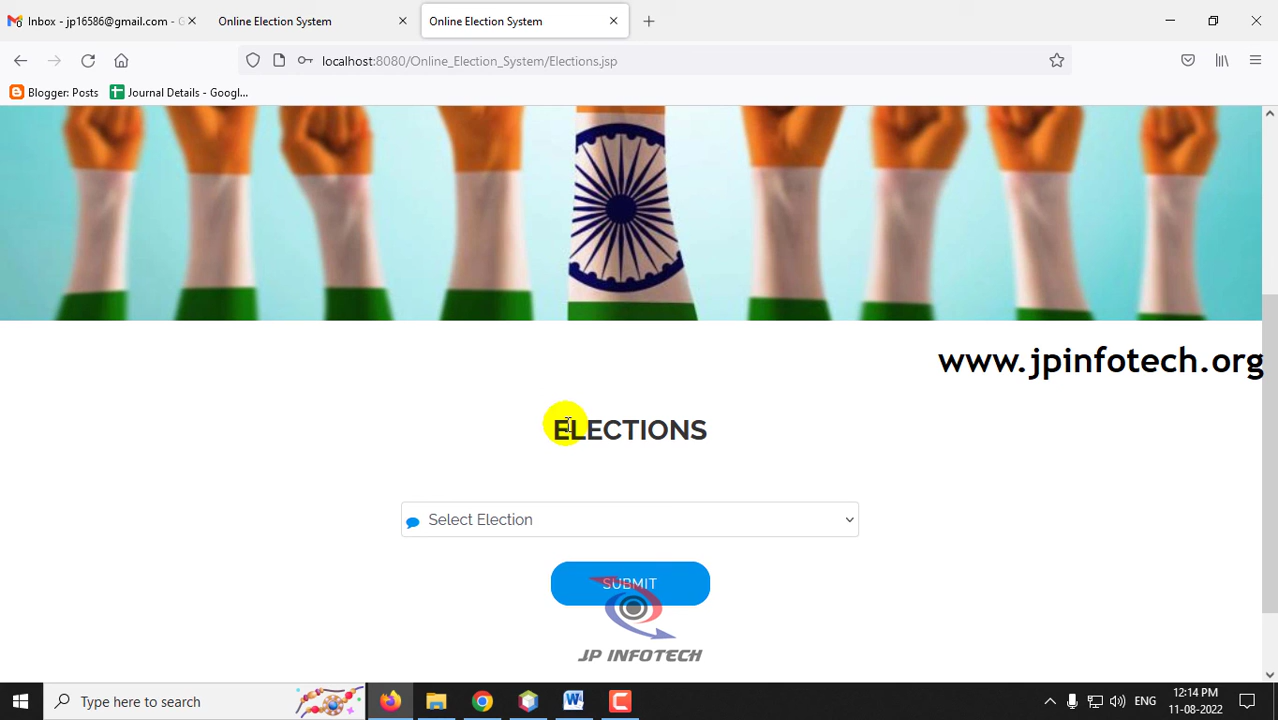 Inbox - jp16586@gmail.com - G
Online Election System
Online Election System
localhost:8080/Online_Election_System/Elections.jsp
Blogger: Posts
Journal Details - Googl...
www.jpinfotech.org
ELECTIONS
Select Election
SUBMIT
JP INFOTECH
Type here to search
ENG
12:14 PM
11-08-2022